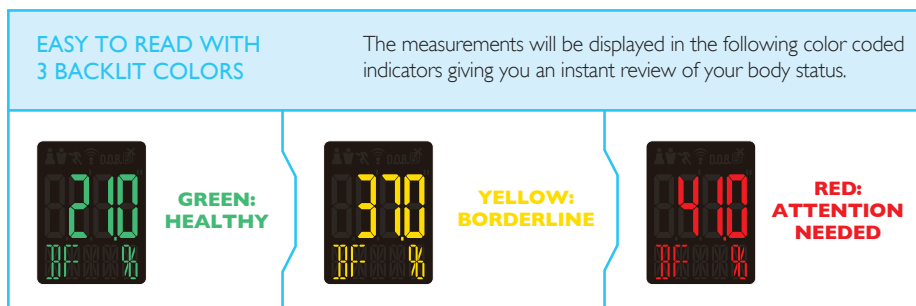 EASY TO READ WITH
3 BACKLIT COLORS
The measurements will be displayed in the following color coded
indicators giving you an instant review of your body status.
21.0
BF %
GREEN:
HEALTHY
37.0
BF %
YELLOW:
BORDERLINE
41.0
BF %
RED:
ATTENTION
NEEDED